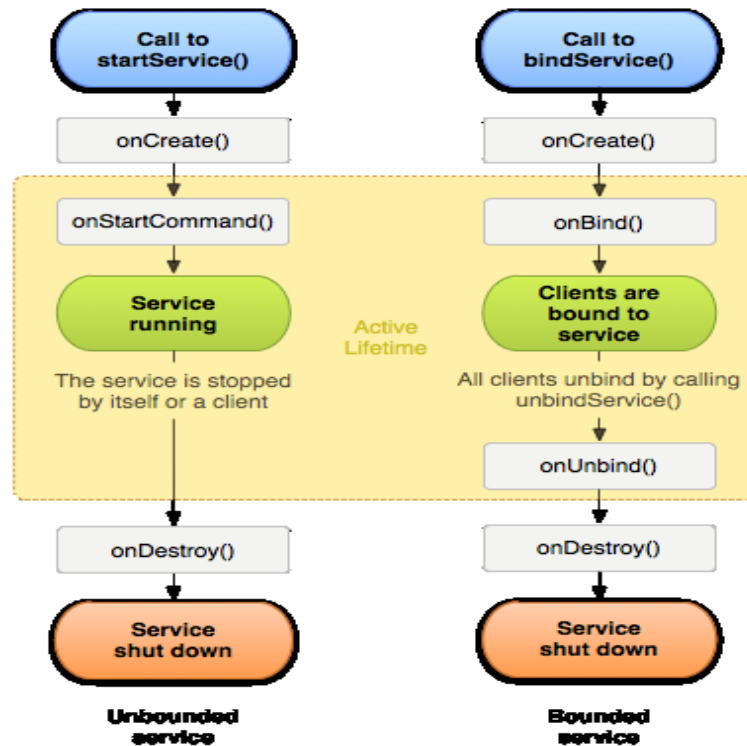 Call to
startService()
onCreate()
onStartCommand()
Service
running
The service is stopped
by itself or a client
onDestroy()
Service
shut down
Unbounded
service
Active
Lifetime
Call to
bindService()
onCreate()
onBind()
Clients are
bound to
service
All clients unbind by calling
unbindService()
onUnbind()
onDestroy()
Service
shut down
Bounded
service